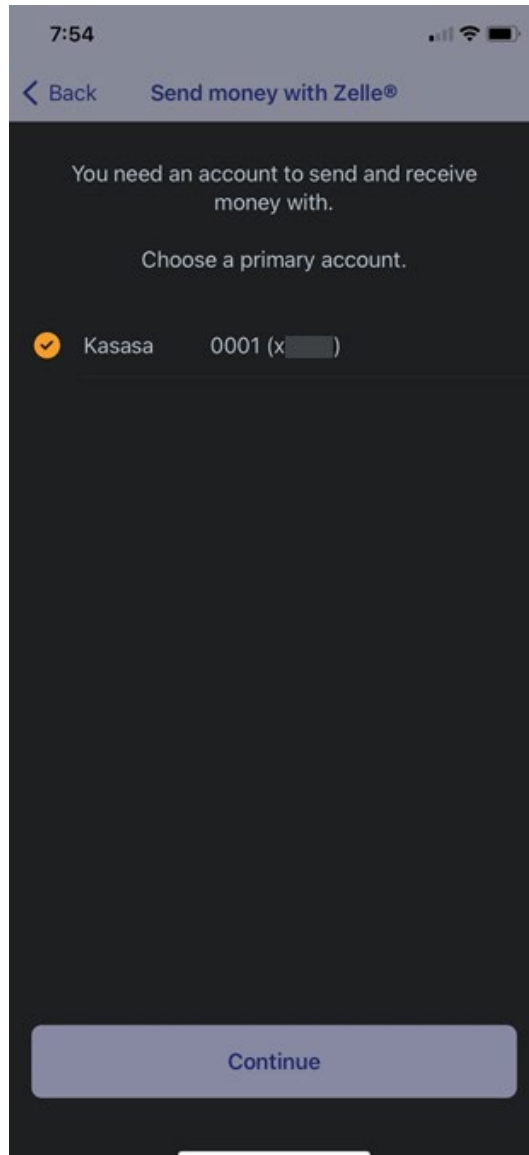 7:54
Back Send money with Zelle®
You need an account to send and receive
money with.
Choose a primary account.
Kasasa 0001 (x )
Continue